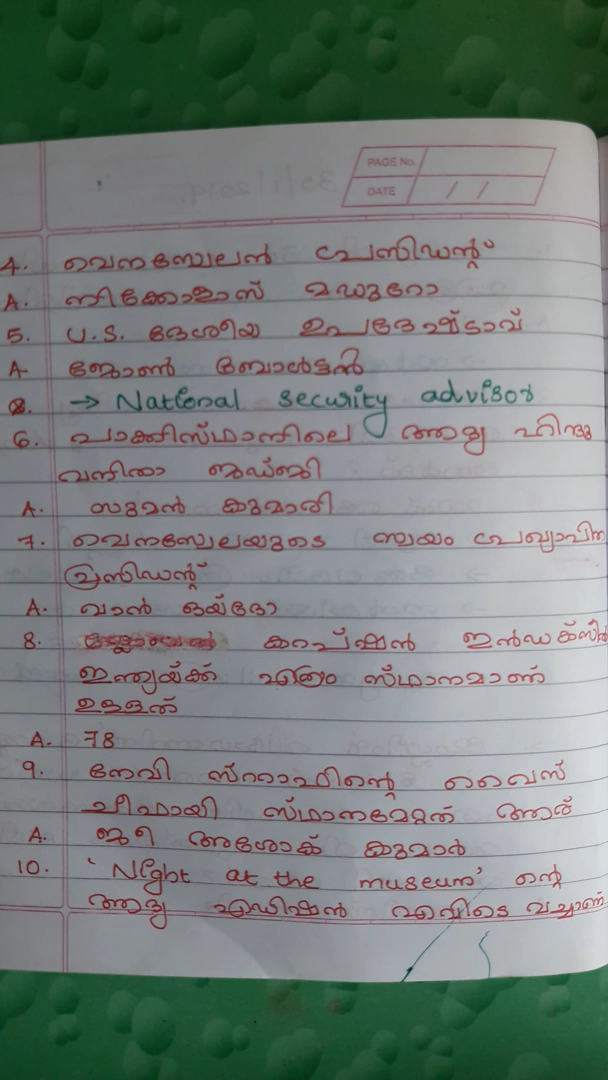 PAGE No.
DATE / /
4. വെനസ്വേലൻ പ്രസിഡന്റ്
A. നിക്കോളാസ് മഡുറോ
5. U.S. ദേശീയ ഉപദേഷ്ടാവ്
A. ജോൺ ബോൾട്ടൻ
→ National security advisor
6. പാക്കിസ്ഥാനിലെ ആദ്യ ഹിന്ദു
വനിതാ ജഡ്ജി
A. സുമൻ കുമാരി
7. വെനസ്വേലയുടെ സ്വയം പ്രഖ്യാപിത
പ്രസിഡന്റ്
A. വാൻ ഗ്വയ്ദോ
8. കറപ്ഷൻ ഇൻഡക്സിൽ
ഇന്ത്യയ്ക്ക് എത്രാം സ്ഥാനമാണ്
ഉള്ളത്
A. 78
9. നേവി സ്റ്റാഫിന്റെ വൈസ്
ചീഫായി സ്ഥാനമേറ്റത് ആര്
A. ജി അശോക് കുമാർ
10. 'Night at the museum' ന്റെ
ആദ്യ എഡിഷൻ എവിടെ വച്ചാണ്